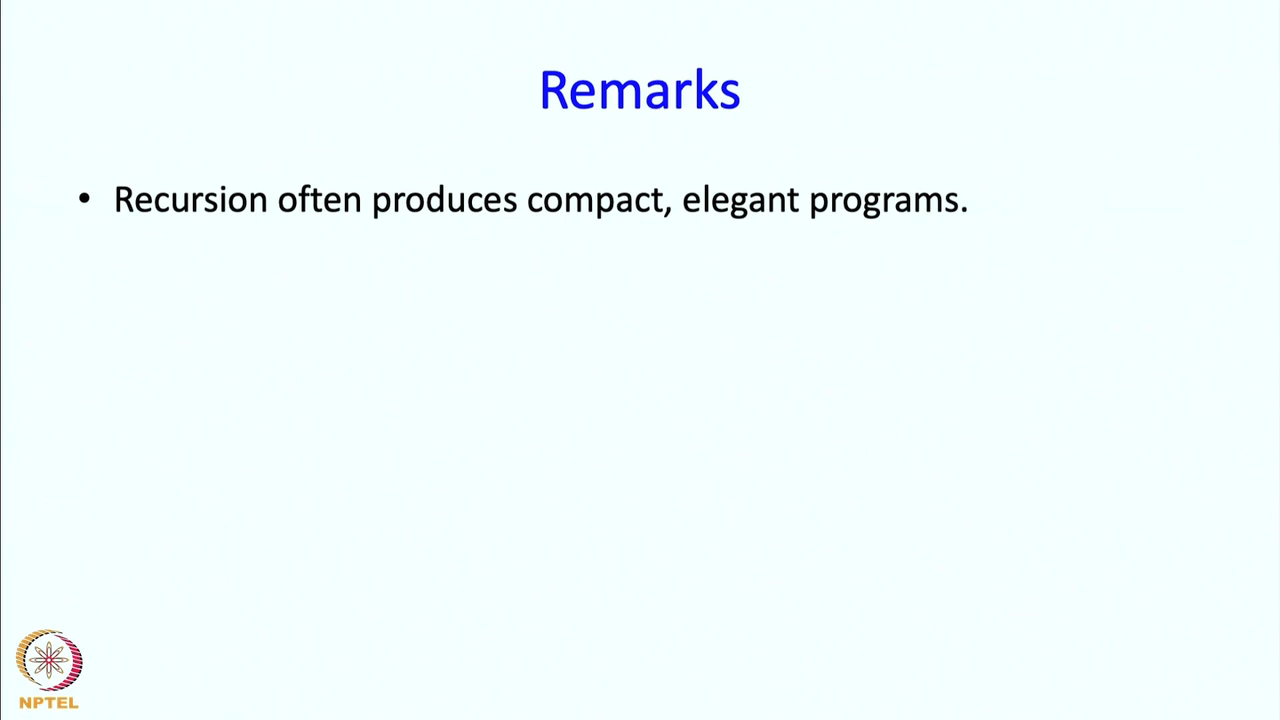 Remarks
• Recursion often produces compact, elegant programs.
NPTEL